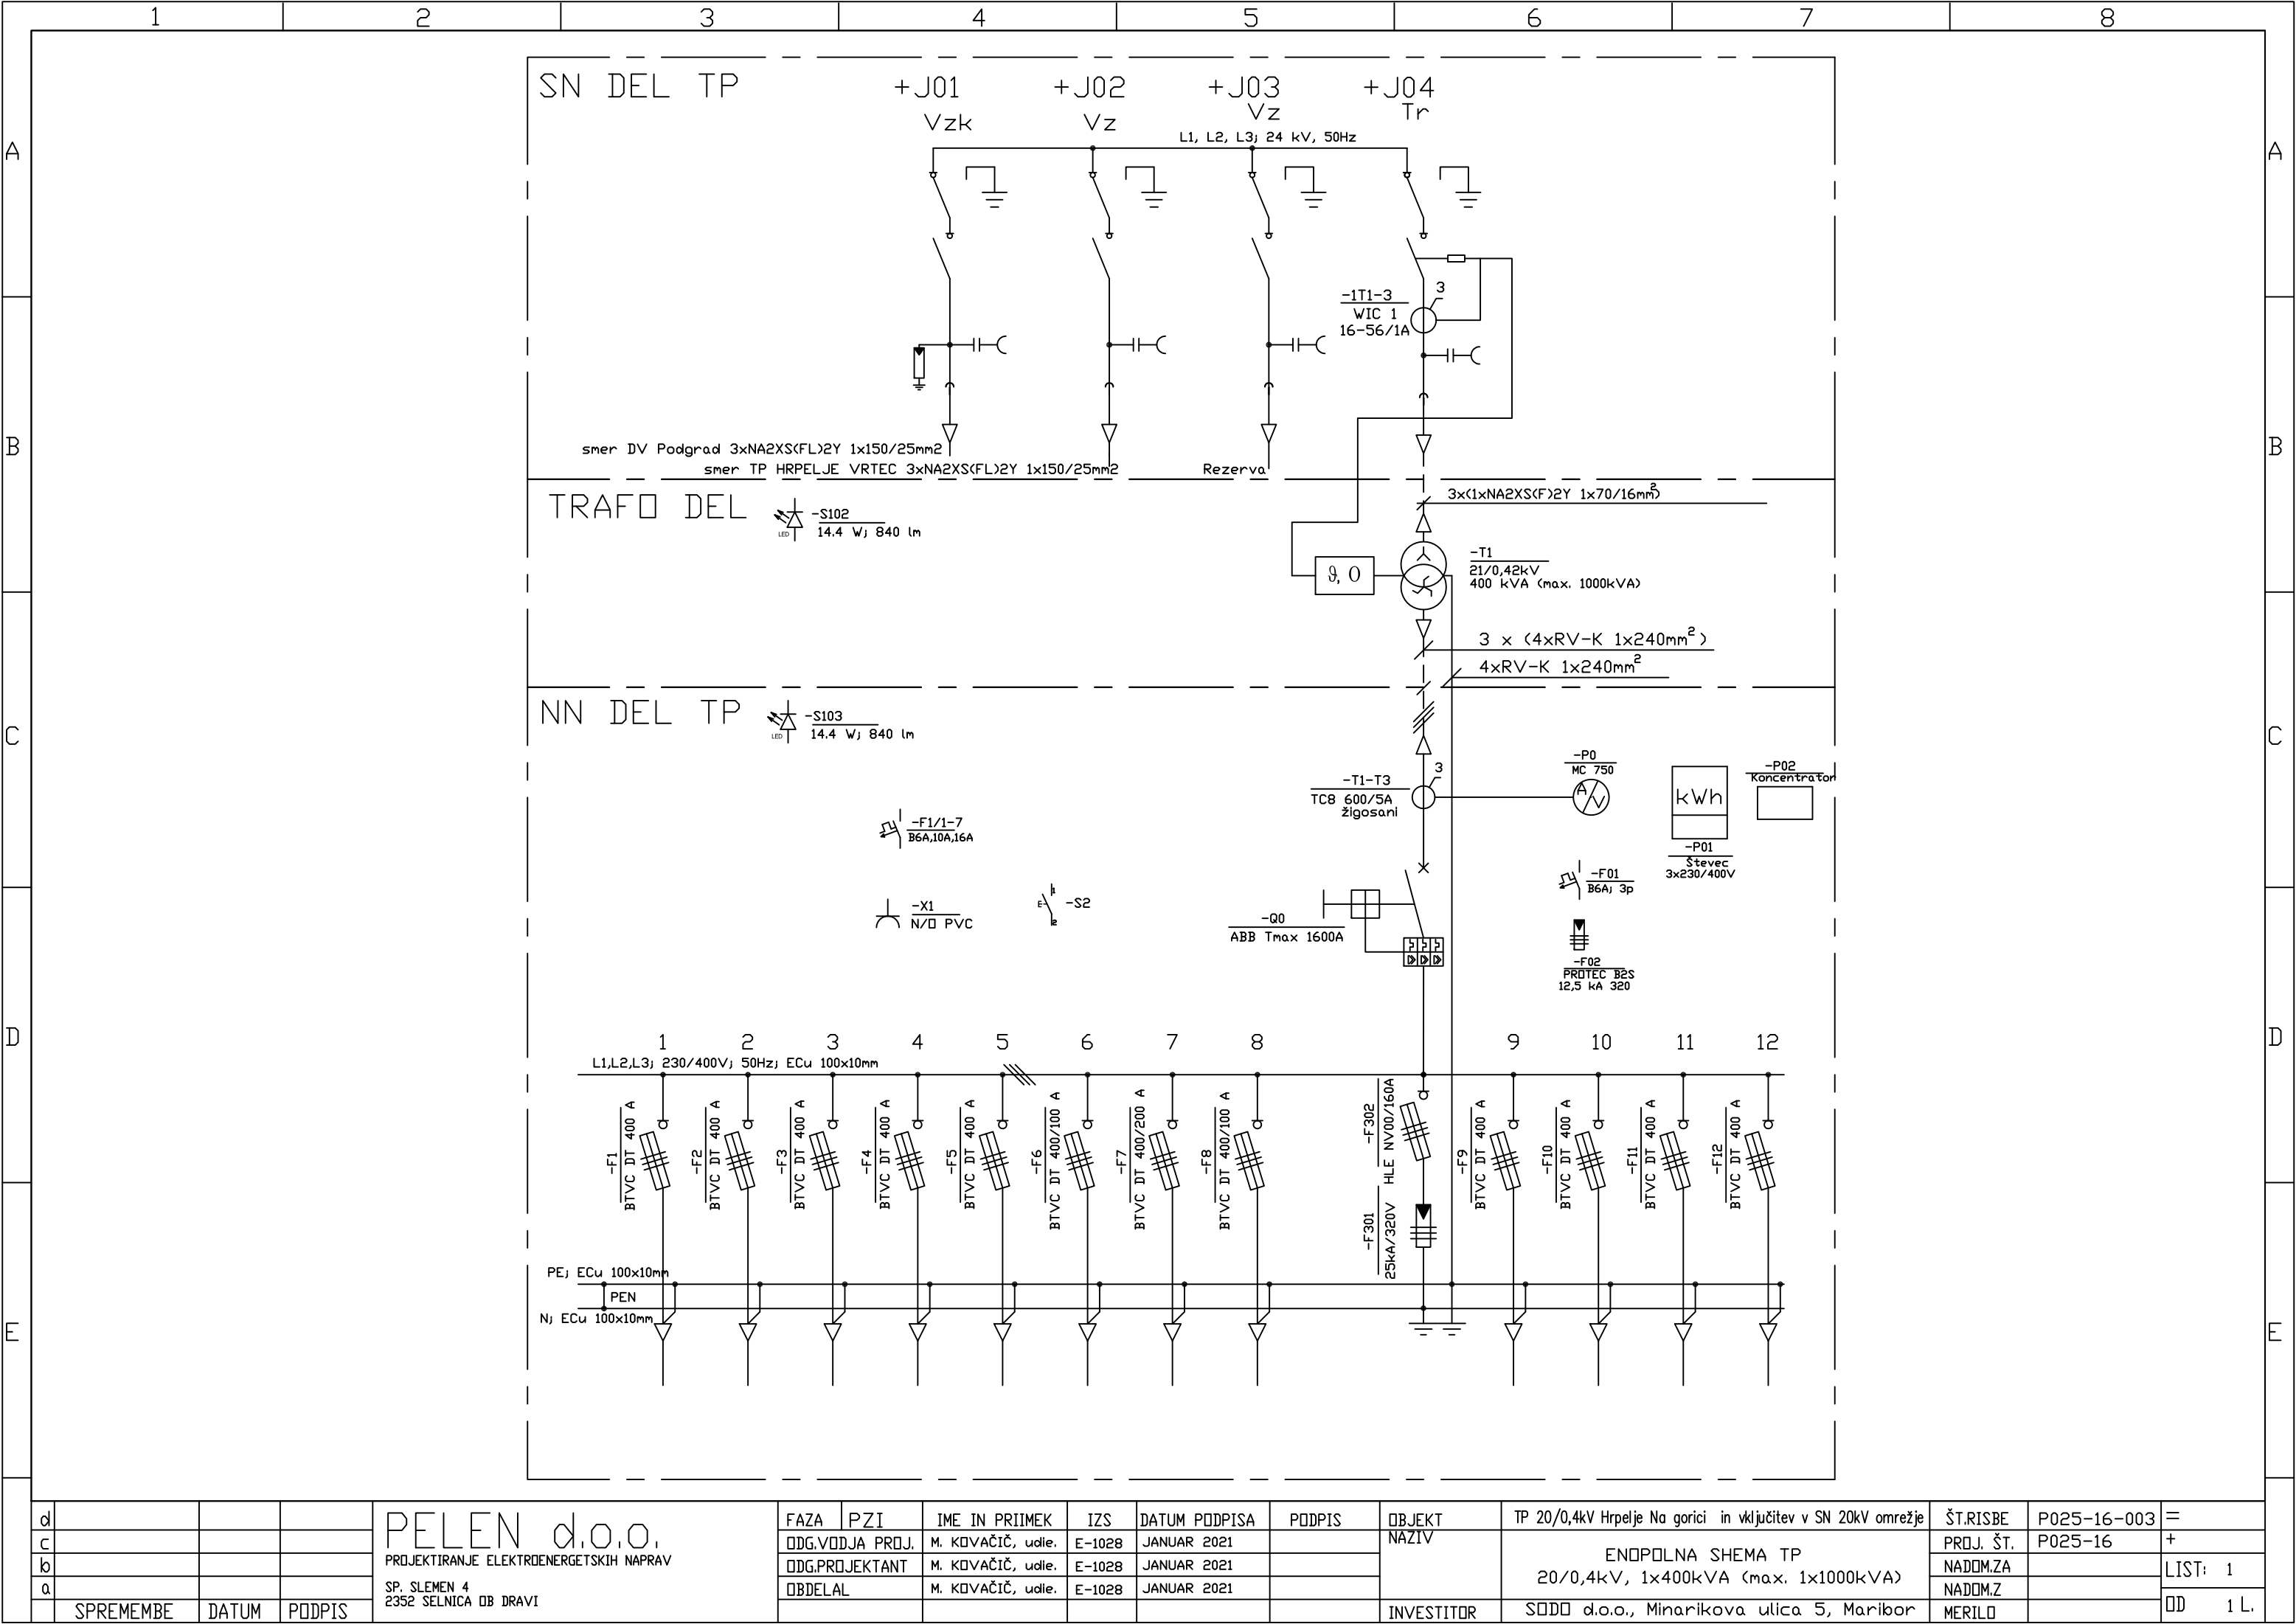 1 2 3 4 5 6 7 8
A A
B B
C C
D D
E E
SN DEL TP
+J01
Vzk
+J02
Vz
+J03
Vz
+J04
Tr
L1, L2, L3; 24 kV, 50Hz
-1T1-3
WIC 1
16-56/1A
3
smer DV Podgrad 3xNA2XS(FL)2Y 1x150/25mm2
smer TP HRPELJE VRTEC 3xNA2XS(FL)2Y 1x150/25mm2
Rezerva
TRAFO DEL
LED
-S102
14.4 W; 840 lm
3x(1xNA2XS(F)2Y 1x70/16mm²)
ϑ, O
-T1
21/0,42kV
400 kVA (max. 1000kVA)
3 x (4xRV-K 1x240mm²)
4xRV-K 1x240mm²
NN DEL TP
LED
-S103
14.4 W; 840 lm
-T1-T3
TC8 600/5A
žigosani
3
-P0
MC 750
A
kWh
-P01
Števec
3x230/400V
-P02
Koncentrator
-F1/1-7
B6A,10A,16A
-X1
N/O PVC
1
E
2
-S2
-Q0
ABB Tmax 1600A
-F01
B6A; 3p
-F02
PROTEC B2S
12,5 kA 320
1 2 3 4 5 6 7 8 9 10 11 12
L1,L2,L3; 230/400V; 50Hz; ECu 100x10mm
-F1
BTVC DT 400 A
-F2
BTVC DT 400 A
-F3
BTVC DT 400 A
-F4
BTVC DT 400 A
-F5
BTVC DT 400 A
-F6
BTVC DT 400/100 A
-F7
BTVC DT 400/200 A
-F8
BTVC DT 400/100 A
-F302
HLE NV00/160A
-F301
25kA/320V
-F9
BTVC DT 400 A
-F10
BTVC DT 400 A
-F11
BTVC DT 400 A
-F12
BTVC DT 400 A
PE; ECu 100x10mm
PEN
N; ECu 100x10mm
d
c
b
a
SPREMEMBE DATUM PODPIS
PELEN d.o.o.
PROJEKTIRANJE ELEKTROENERGETSKIH NAPRAV
SP. SLEMEN 4
2352 SELNICA OB DRAVI
FAZA PZI IME IN PRIIMEK IZS DATUM PODPISA PODPIS
ODG.VODJA PROJ. M. KOVAČIČ, udie. E-1028 JANUAR 2021
ODG.PROJEKTANT M. KOVAČIČ, udie. E-1028 JANUAR 2021
OBDELAL M. KOVAČIČ, udie. E-1028 JANUAR 2021
OBJEKT TP 20/0,4kV Hrpelje Na gorici in vključitev v SN 20kV omrežje
NAZIV
ENOPOLNA SHEMA TP
20/0,4kV, 1x400kVA (max. 1x1000kVA)
INVESTITOR SODO d.o.o., Minarikova ulica 5, Maribor
ŠT.RISBE P025-16-003 =
PROJ. ŠT. P025-16 +
NADOM.ZA LIST: 1
NADOM.Z
MERILO OD 1 L.